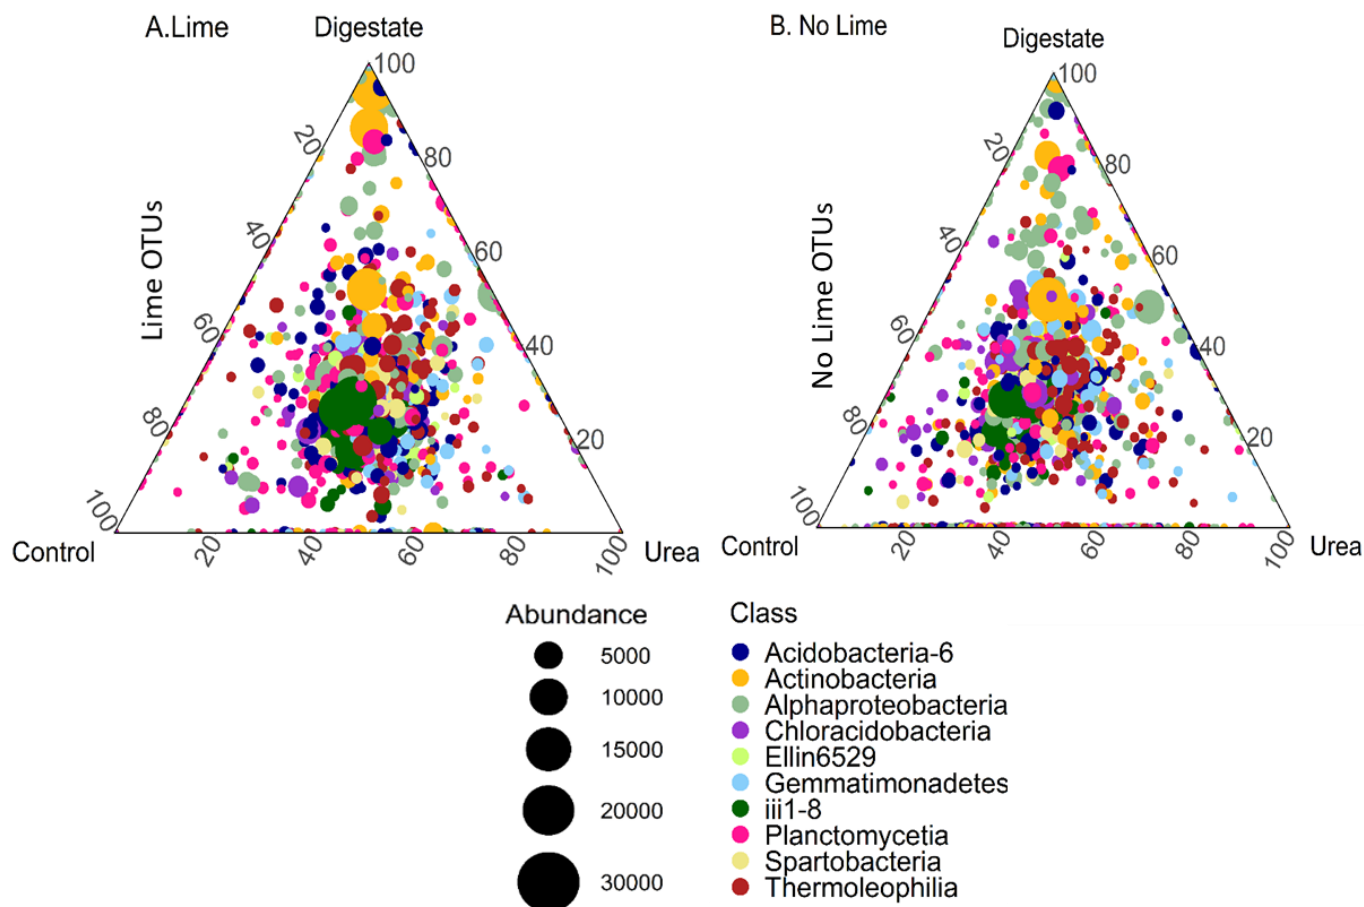 A.Lime
Digestate
100
20
80
40
60
60
40
80
20
100
Control
20
40
60
80
100
Urea
Lime OTUs
B. No Lime
Digestate
100
20
80
40
60
60
40
80
20
100
Control
20
40
60
80
100
Urea
No Lime OTUs
Abundance
5000
10000
15000
20000
30000
Class
Acidobacteria-6
Actinobacteria
Alphaproteobacteria
Chloracidobacteria
Ellin6529
Gemmatimonadetes
iii1-8
Planctomycetia
Spartobacteria
Thermoleophilia